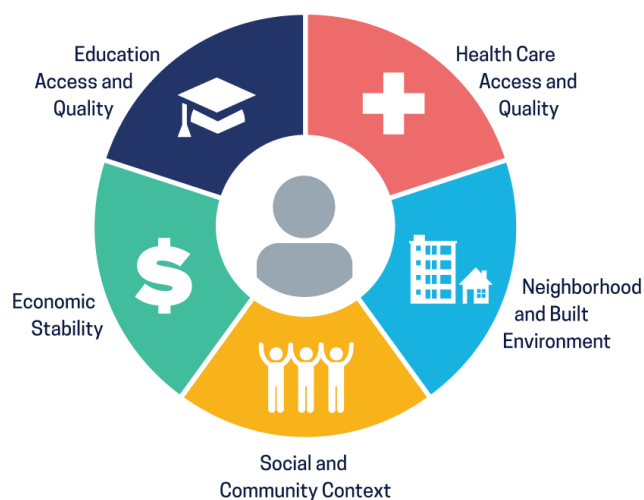 Education
Access and
Quality
Health Care
Access and
Quality
Economic
Stability
$
Neighborhood
and Built
Environment
Social and
Community Context